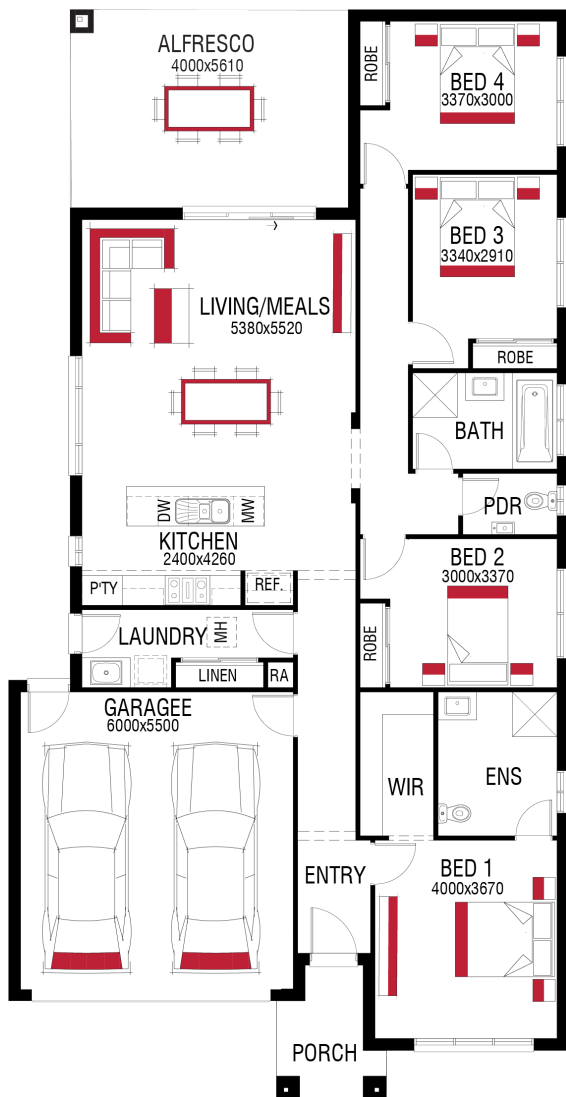 ALFRESCO
4000x5610
ROBE
BED 4
3370x3000
BED 3
3340x2910
LIVING/MEALS
5380x5520
ROBE
BATH
DW
MW
PDR
KITCHEN
2400x4260
BED 2
3000x3370
P'TY
REF.
LAUNDRY
MH
ROBE
LINEN
RA
GARAGEE
6000x5500
WIR
ENS
ENTRY
BED 1
4000x3670
PORCH